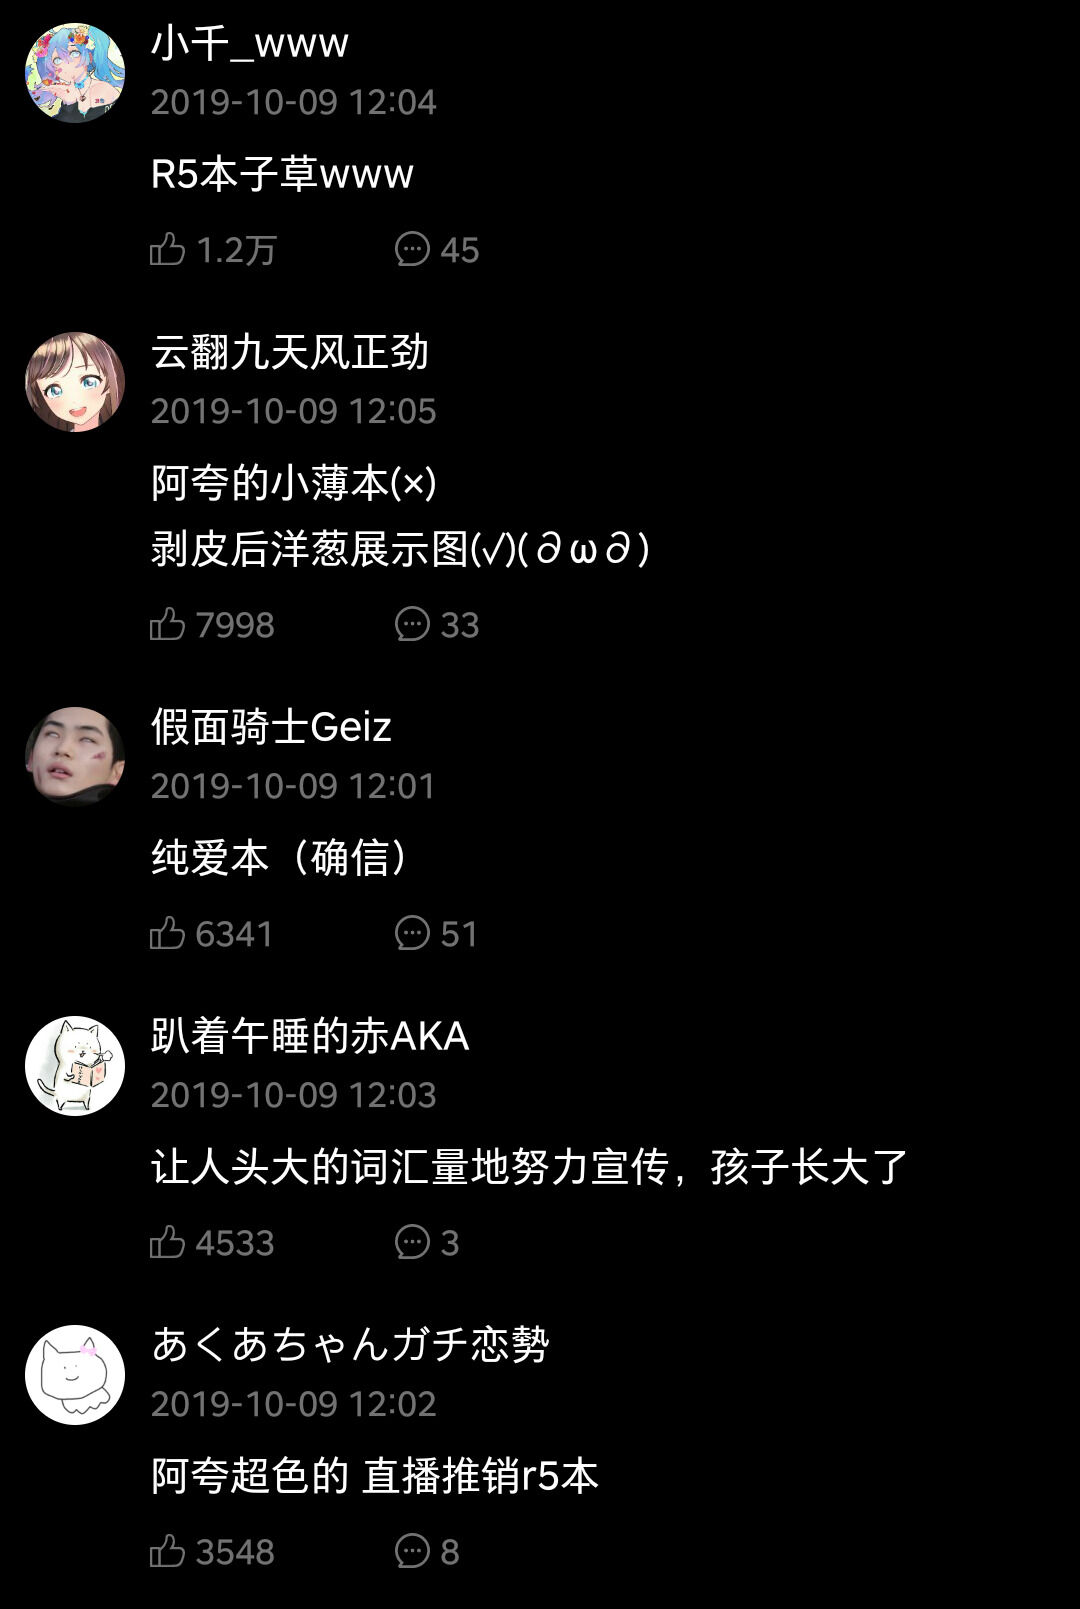 小千_www
2019-10-09 12:04
R5本子草www
1.2万 45
云翻九天风正劲
2019-10-09 12:05
阿夸的小薄本(×)
剥皮后洋葱展示图(√)(∂ω∂)
7998 33
假面骑士Geiz
2019-10-09 12:01
纯爱本（确信）
6341 51
趴着午睡的赤AKA
2019-10-09 12:03
让人头大的词汇量地努力宣传，孩子长大了
4533 3
あくあちゃんガチ恋勢
2019-10-09 12:02
阿夸超色的 直播推销r5本
3548 8